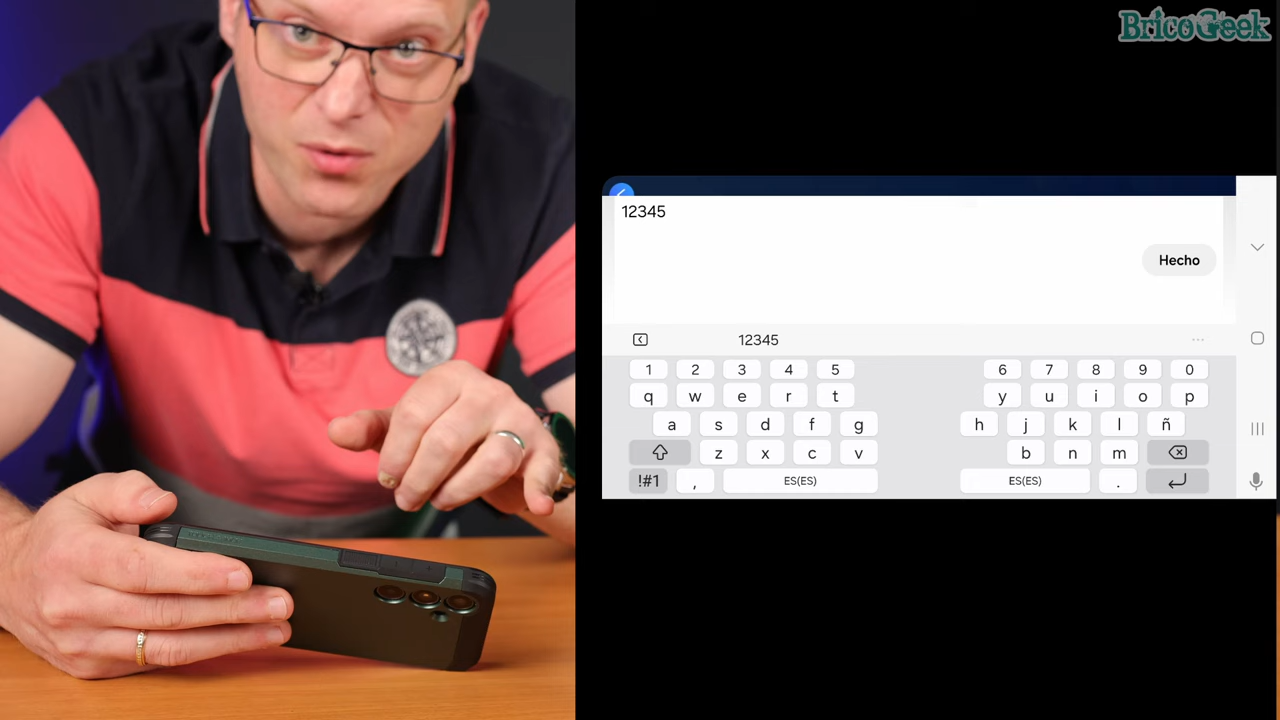 BricoGeek
12345
Hecho
12345
1 2 3 4 5 6 7 8 9 0
q w e r t y u i o p
a s d f g h j k l ñ
z x c v b n m
!#1 , ES(ES) ES(ES) .